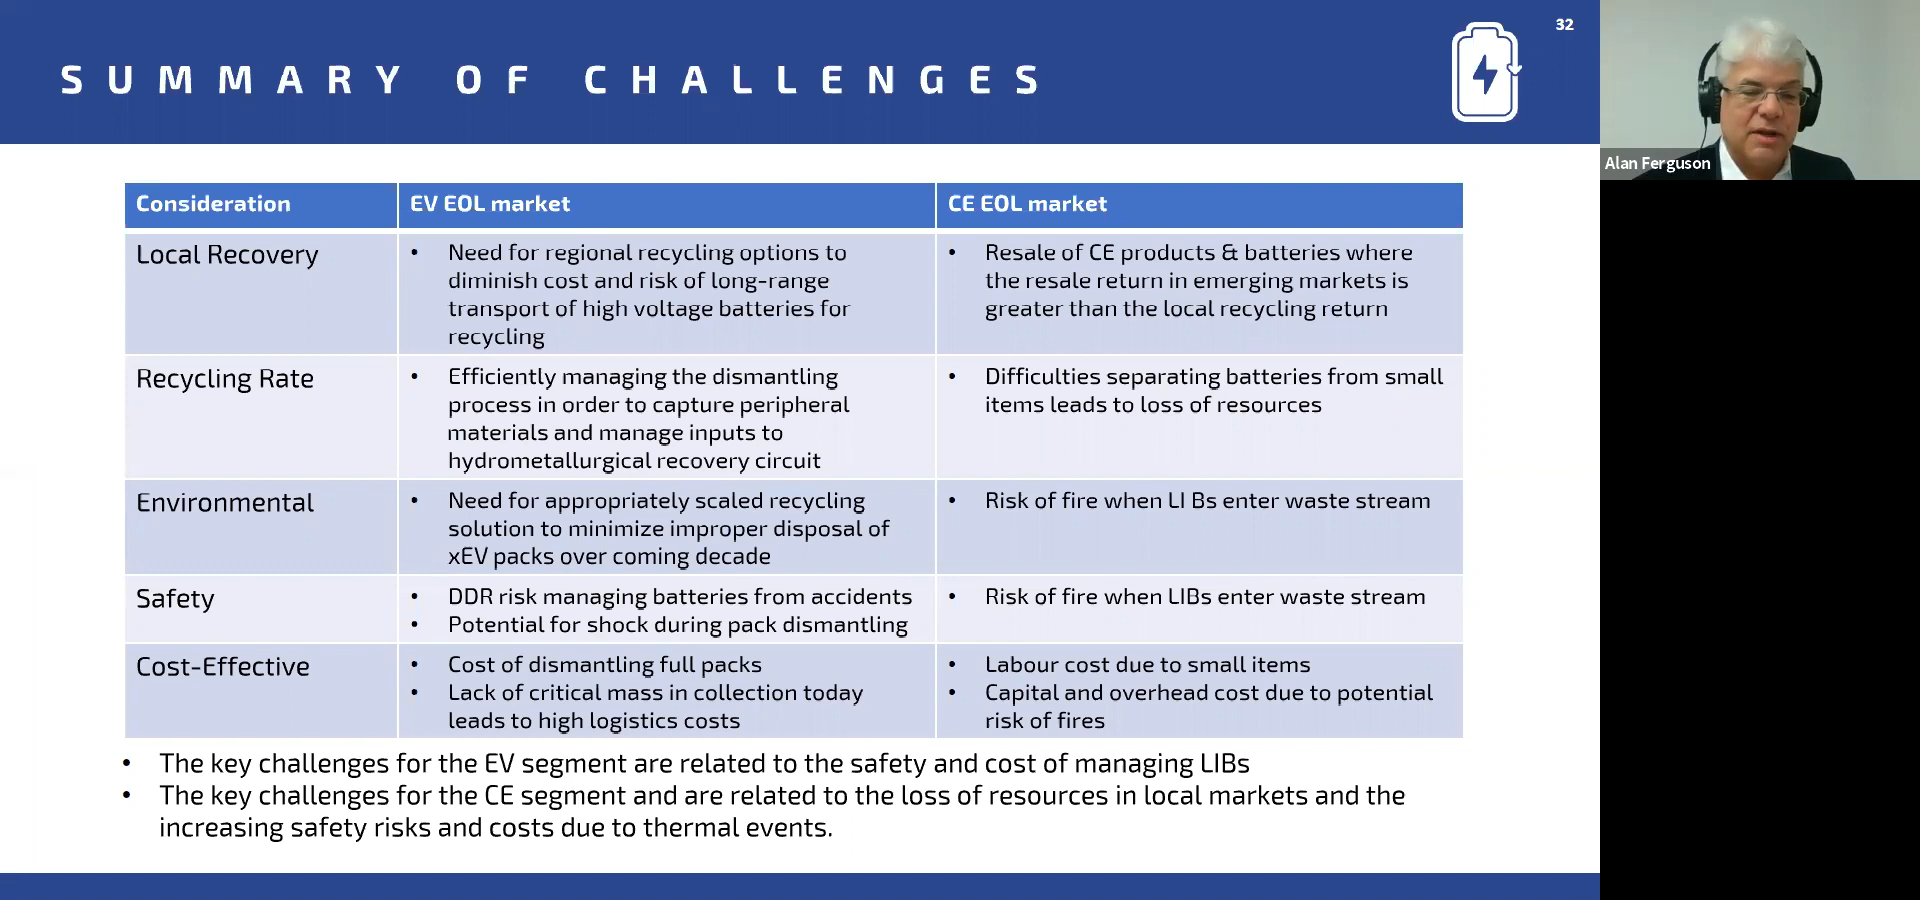 32
SUMMARY OF CHALLENGES
Alan Ferguson
Consideration
EV EOL market
CE EOL market
Local Recovery
• Need for regional recycling options to
diminish cost and risk of long-range
transport of high voltage batteries for
recycling
• Resale of CE products & batteries where
the resale return in emerging markets is
greater than the local recycling return
Recycling Rate
• Efficiently managing the dismantling
process in order to capture peripheral
materials and manage inputs to
hydrometallurgical recovery circuit
• Difficulties separating batteries from small
items leads to loss of resources
Environmental
• Need for appropriately scaled recycling
solution to minimize improper disposal of
xEV packs over coming decade
• Risk of fire when LI Bs enter waste stream
Safety
• DDR risk managing batteries from accidents
• Potential for shock during pack dismantling
• Risk of fire when LIBs enter waste stream
Cost-Effective
• Cost of dismantling full packs
• Lack of critical mass in collection today
leads to high logistics costs
• Labour cost due to small items
• Capital and overhead cost due to potential
risk of fires
• The key challenges for the EV segment are related to the safety and cost of managing LIBs
• The key challenges for the CE segment and are related to the loss of resources in local markets and the
increasing safety risks and costs due to thermal events.